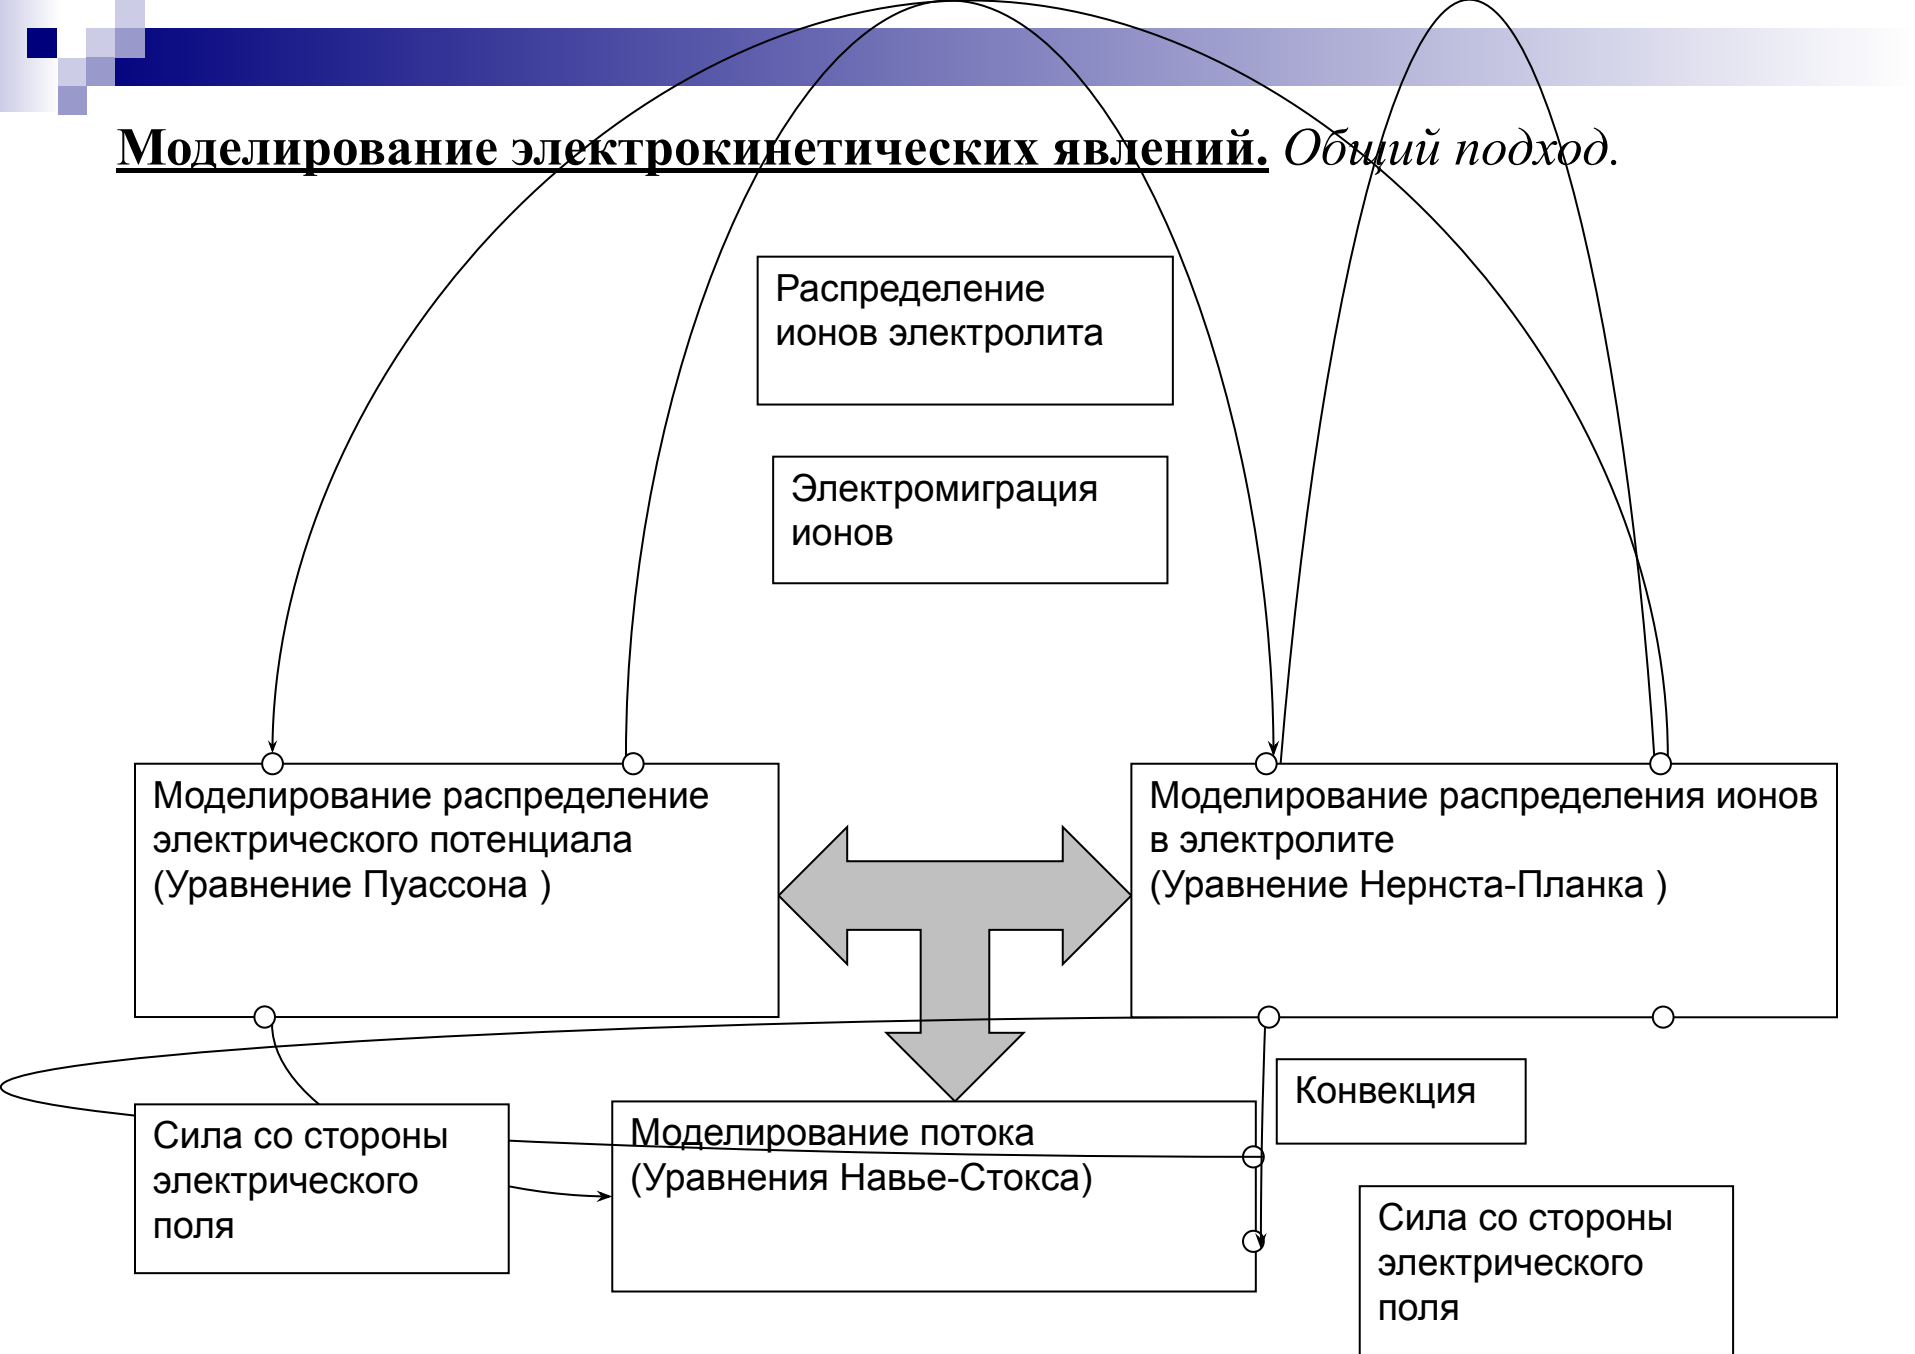 Моделирование электрокинетических явлений. Общий подход.
Распределение
ионов электролита
Электромиграция
ионов
Моделирование распределение
электрического потенциала
(Уравнение Пуассона )
Моделирование распределения ионов
в электролите
(Уравнение Нернста-Планка )
Сила со стороны
электрического
поля
Моделирование потока
(Уравнения Навье-Стокса)
Конвекция
Сила со стороны
электрического
поля